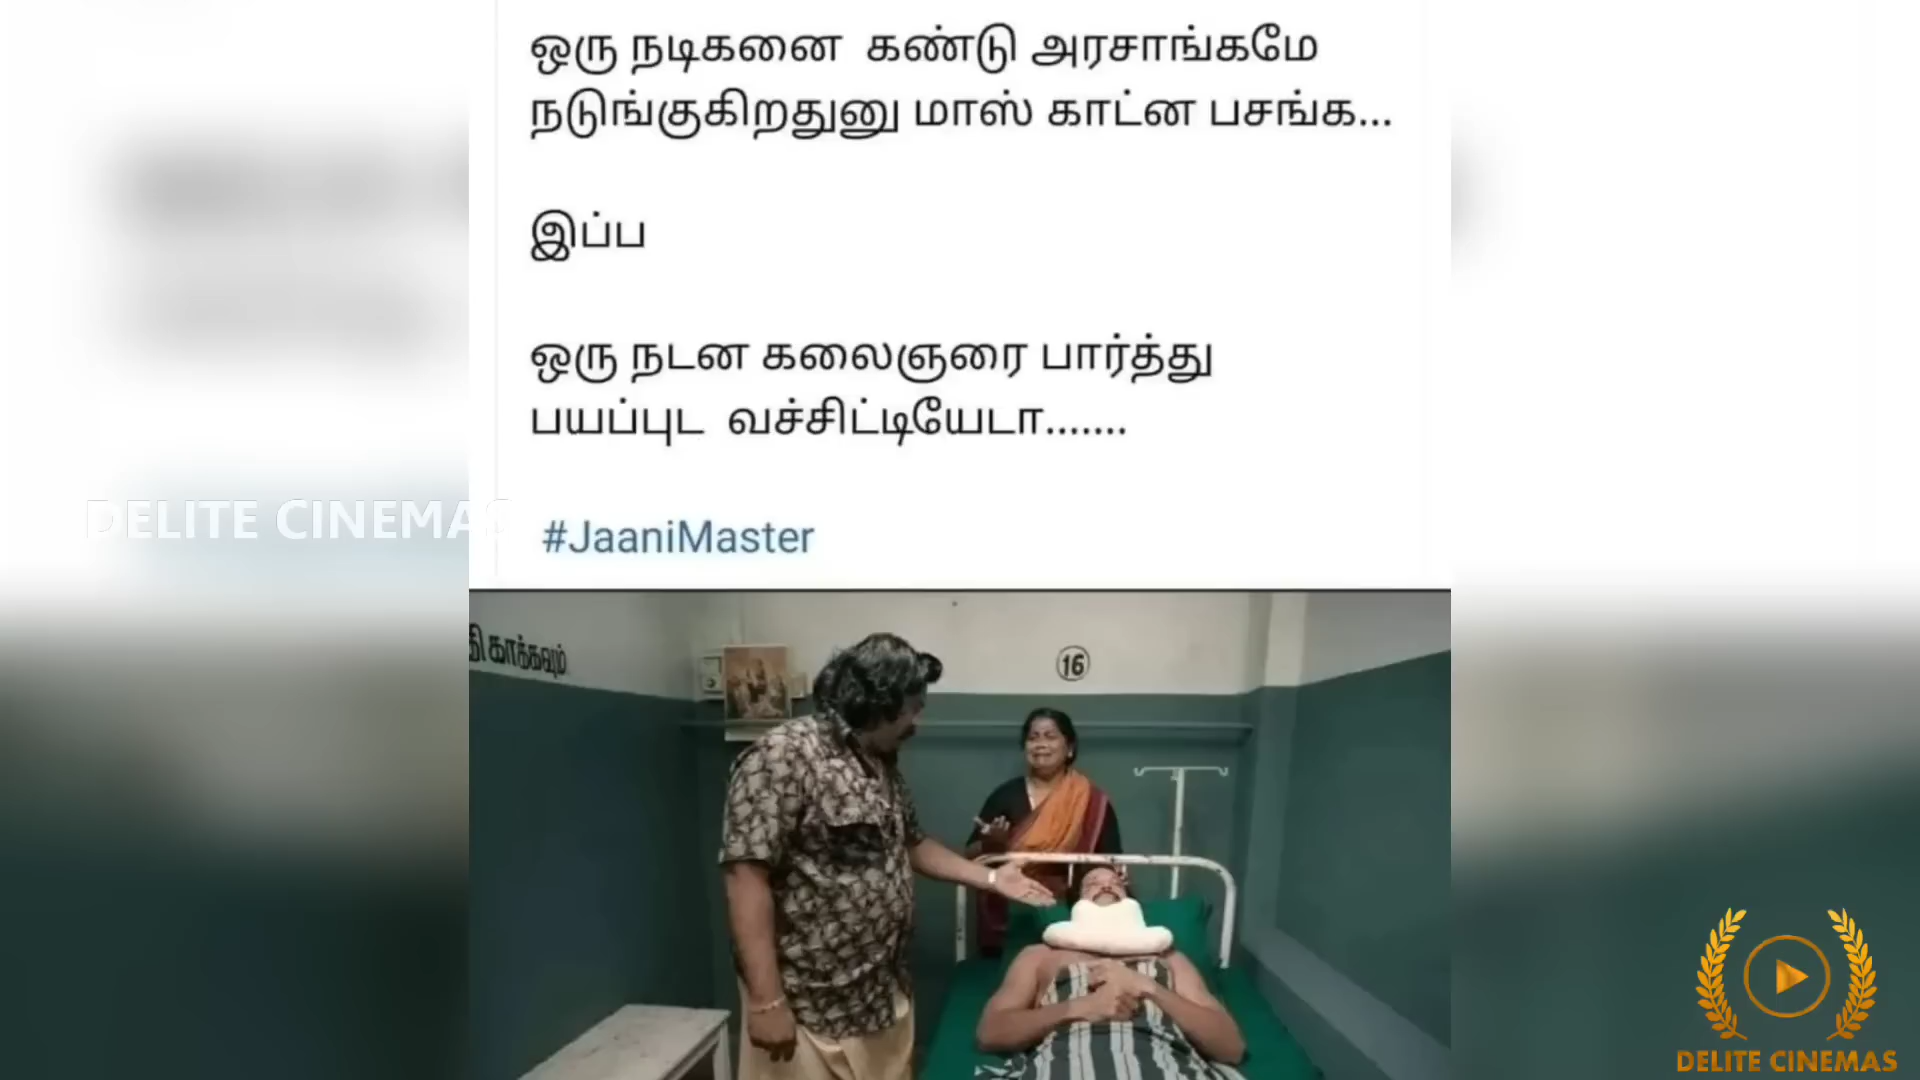 ஒரு நடிகனை கண்டு அரசாங்கமே
நடுங்குகிறதுனு மாஸ் காட்ன பசங்க...
இப்ப
ஒரு நடன கலைஞரை பார்த்து
பயப்புட வச்சிட்டியேடா.......
DELITE CINEMAS
#JaaniMaster
காக்கவும்
16
DELITE CINEMAS